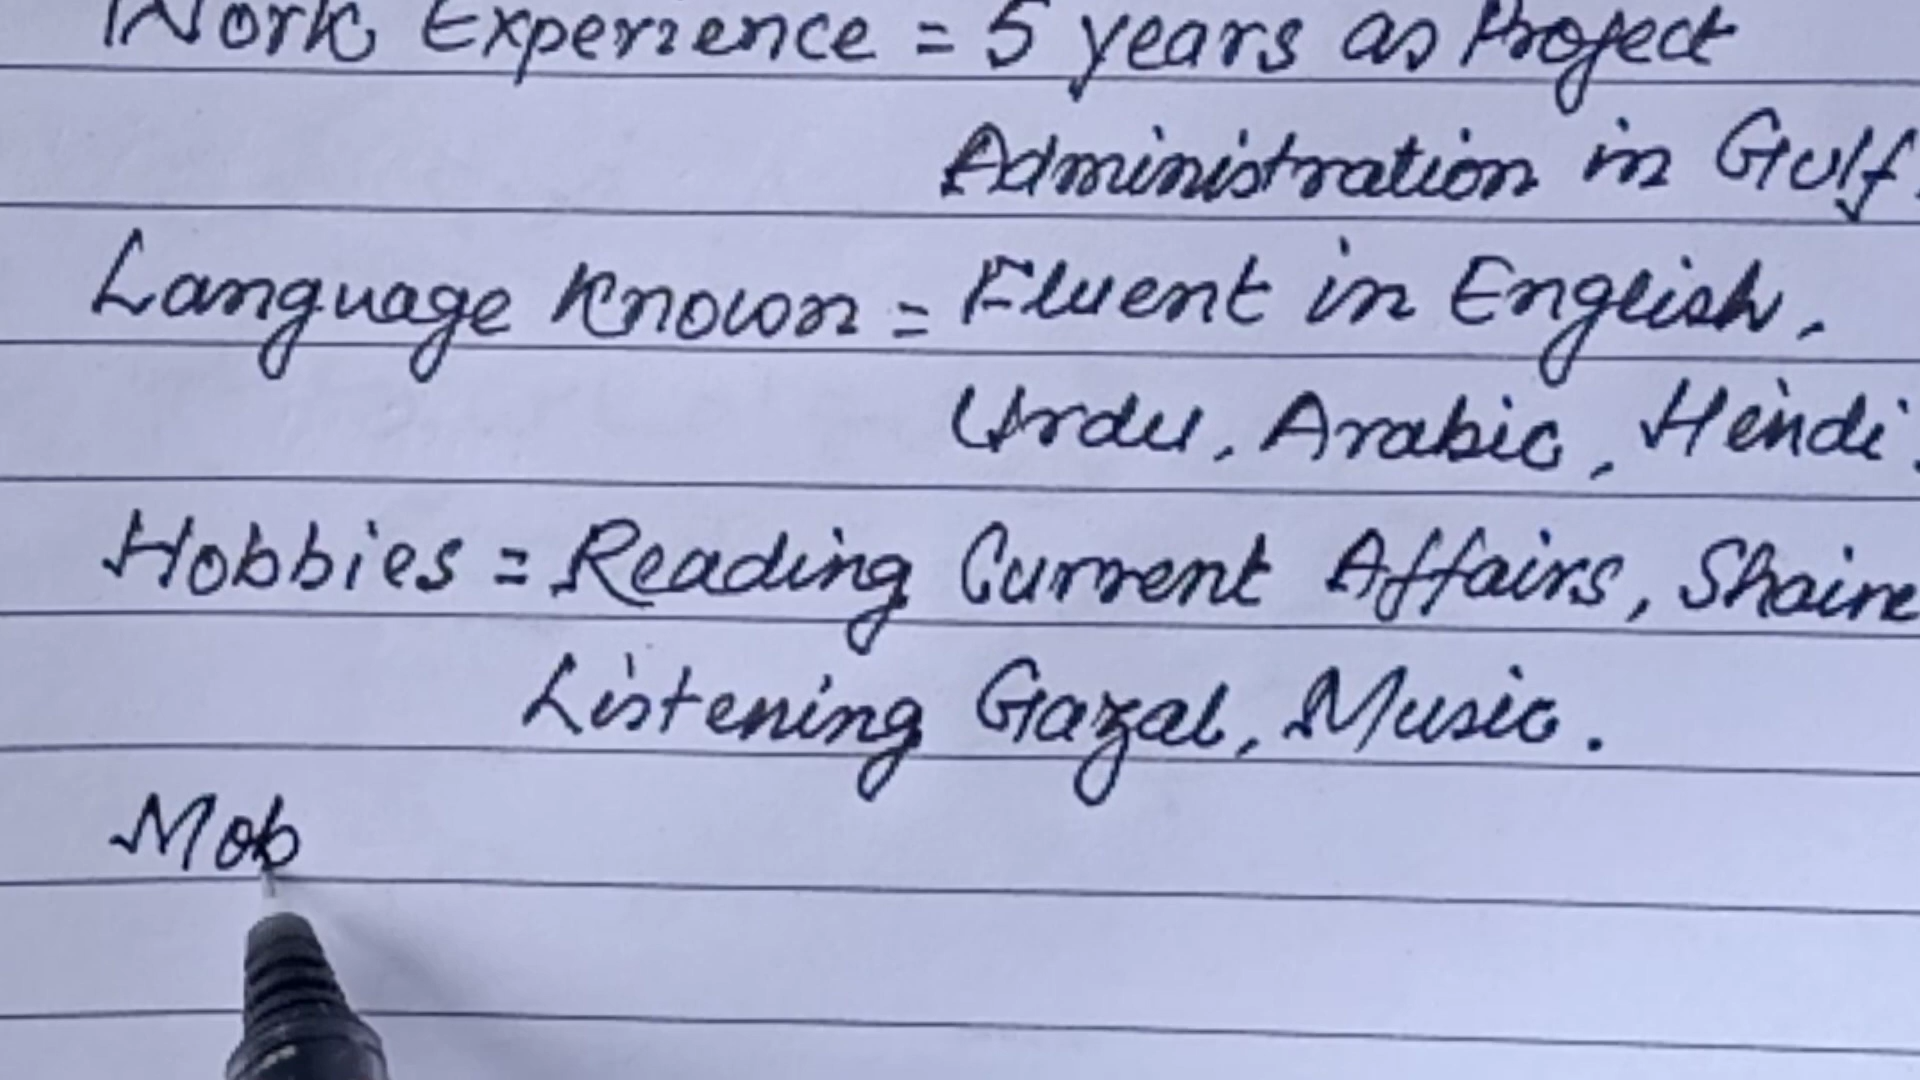 Work Experience = 5 years as Project
Administration in Gulf.
Language Known = Fluent in English,
Urdu, Arabic, Hindi.
Hobbies = Reading Current Affairs,
Listening Gazal, Music.
Mob